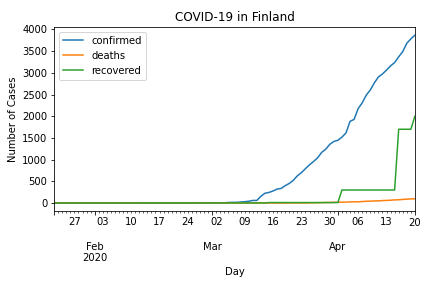 COVID-19 in Finland
confirmed
deaths
recovered
Number of Cases
4000
3500
3000
2500
2000
1500
1000
500
0
27 03 10 17 24 02 09 16 23 30 06 13 20
Feb Mar Apr
2020
Day